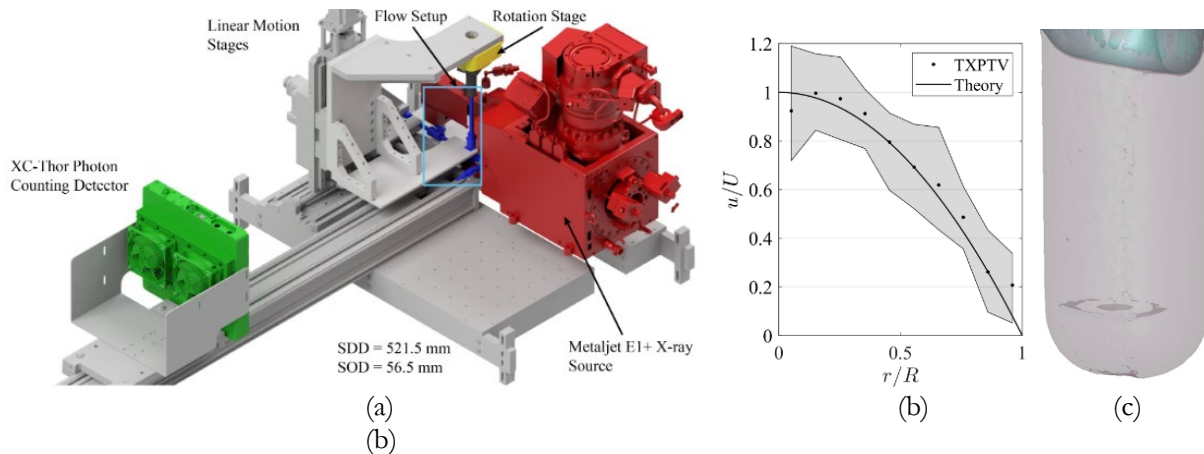 Linear Motion
Stages
Flow Setup
Rotation Stage
XC-Thor Photon
Counting Detector
SDD = 521.5 mm
SOD = 56.5 mm
Metaljet E1+ X-ray
Source
(a)
(b)
1.2
1
0.8
0.6
0.4
0.2
0
u/U
TXPTV
Theory
0
0.5
1
r/R
(b)
(c)